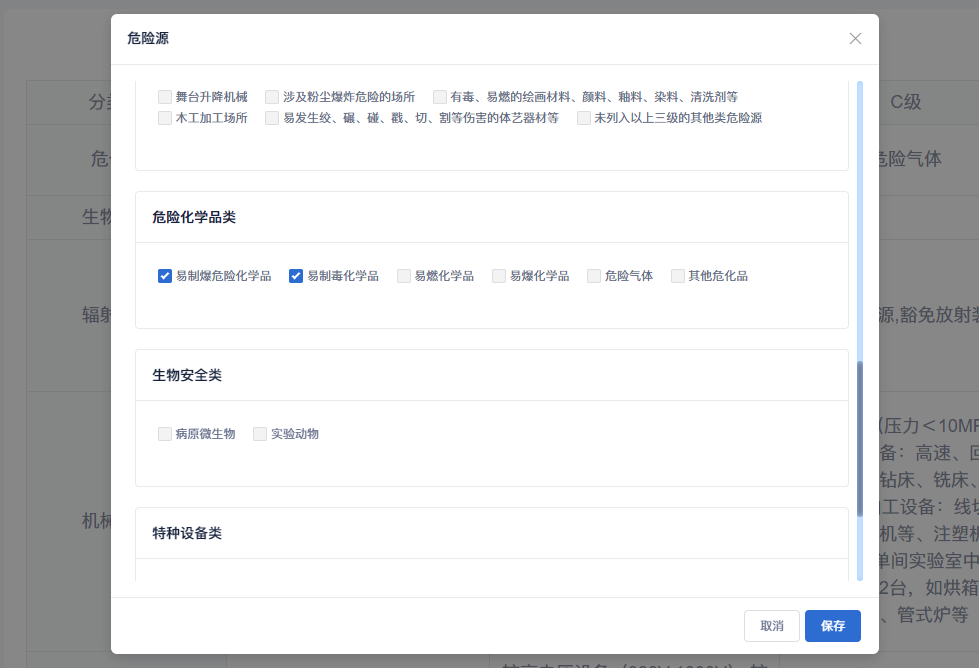 危险源
舞台升降机械 涉及粉尘爆炸危险的场所 有毒、易燃的绘画材料、颜料、釉料、染料、清洗剂等
木工加工场所 易发生绞、碾、碰、戳、切、割等伤害的体艺器材等 未列入以上三级的其他类危险源
危险化学品类
易制爆危险化学品 易制毒化学品 易燃化学品 易爆化学品 危险气体 其他危化品
生物安全类
病原微生物 实验动物
特种设备类
取消 保存
分 C级
危 危险气体
生物
辐射 源,豁免放射
机械 (压力＜10MP
备：高速、回
钻床、铣床、
工设备：线切
机等、注塑机
单间实验室中
2台，如烘箱
、管式炉等